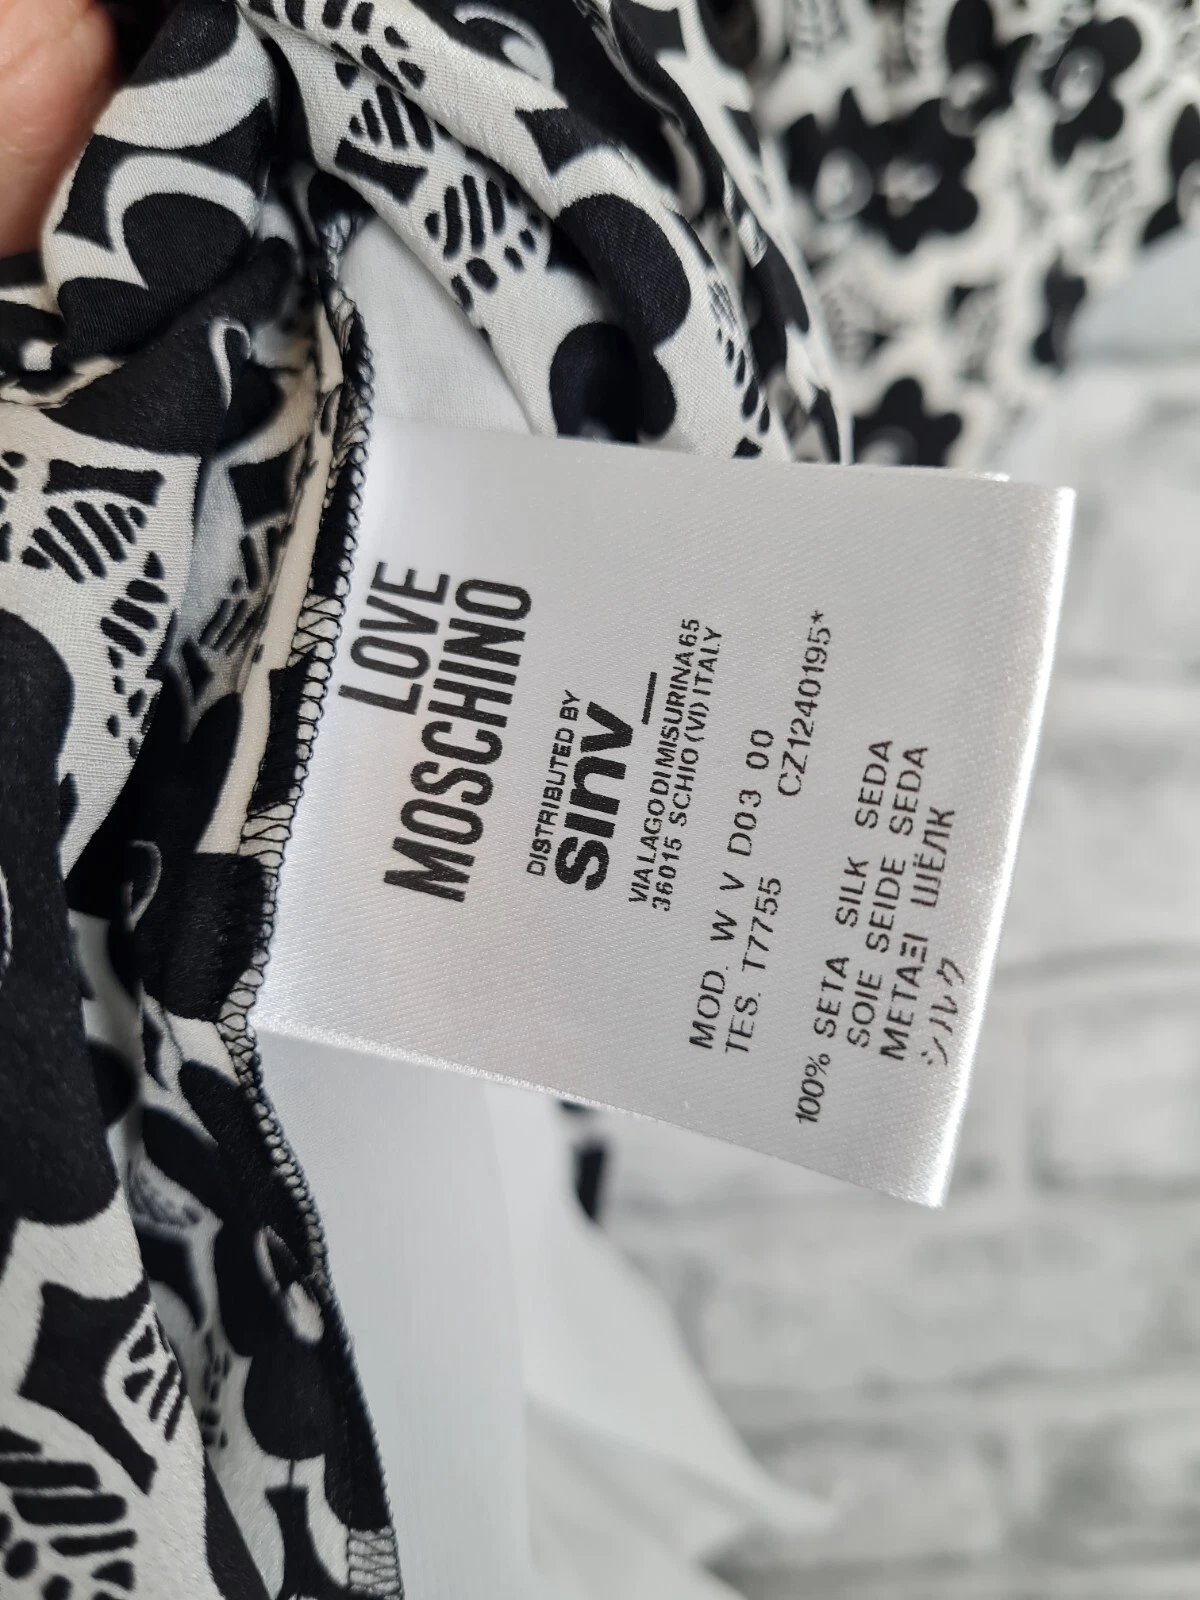 LOVE
MOSCHINO
DISTRIBUTED BY
sinv_
VIA LAGO DI MISURINA 65
36015 SCHIO (VI) ITALY
MOD. W V D03 00
TES. T7755 CZ1240195*
100% SETA SILK SEDA
SOIE SEIDE SEDA
ΜΕΤΑΞΙ ШЁЛК
シルク